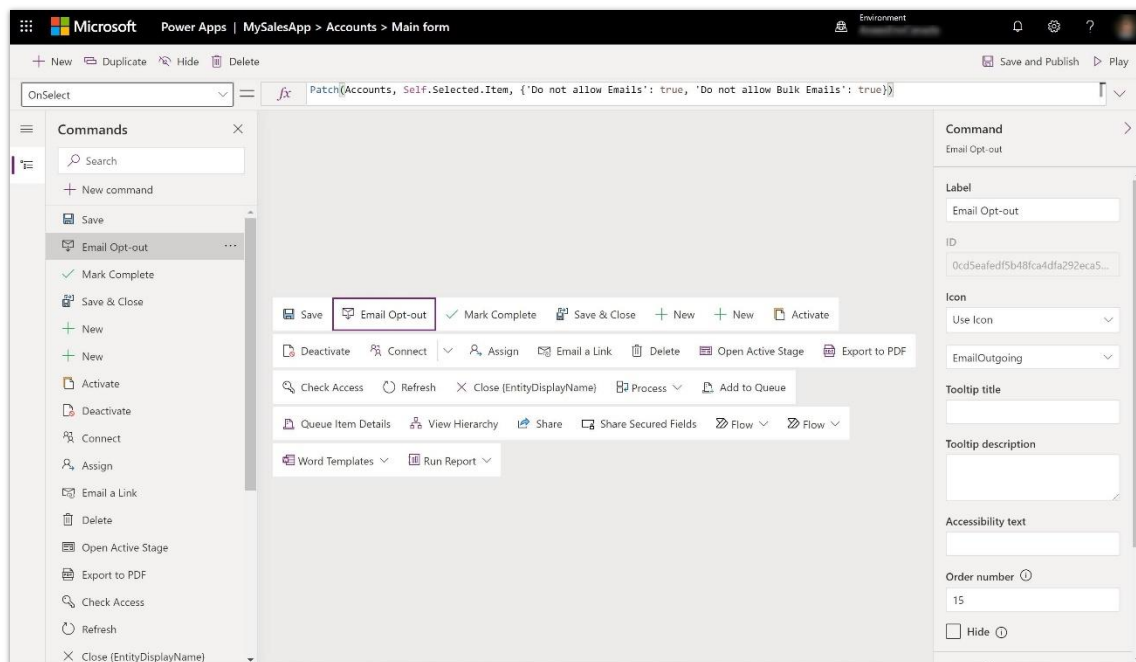 Microsoft Power Apps | MySalesApp > Accounts > Main form
Environment
?
New Duplicate Hide Delete
Save and Publish Play
OnSelect
= fx Patch(Accounts, Self.Selected.Item, {'Do not allow Emails': true, 'Do not allow Bulk Emails': true})
Commands
Search
New command
Save
Email Opt-out ...
Mark Complete
Save & Close
New
New
Activate
Deactivate
Connect
Assign
Email a Link
Delete
Open Active Stage
Export to PDF
Check Access
Refresh
Close {EntityDisplayName}
Save Email Opt-out Mark Complete Save & Close New New Activate
Deactivate Connect Assign Email a Link Delete Open Active Stage Export to PDF
Check Access Refresh Close {EntityDisplayName} Process Add to Queue
Queue Item Details View Hierarchy Share Share Secured Fields Flow Flow
Word Templates Run Report
Command
Email Opt-out
Label
Email Opt-out
ID
0cd5eafedf5b48fca4dfa292eca5...
Icon
Use Icon
EmailOutgoing
Tooltip title
Tooltip description
Accessibility text
Order number
15
Hide